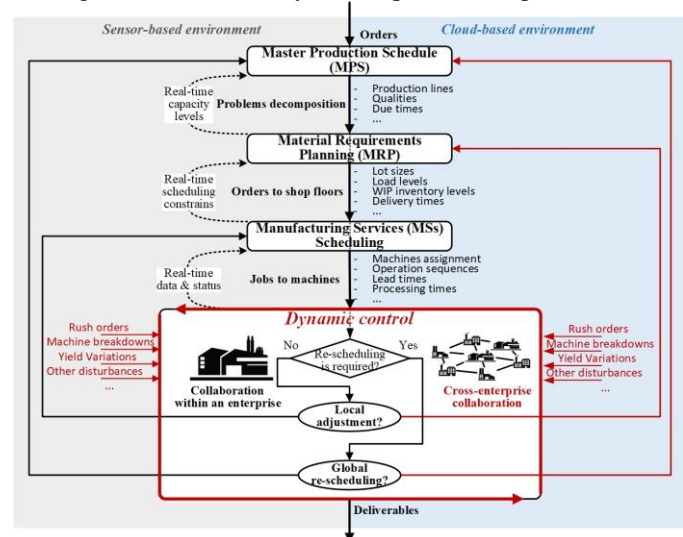 Sensor-based environment
Cloud-based environment
Orders
Master Production Schedule
(MPS)
Real-time
capacity
levels
Problems decomposition
- Production lines
- Qualities
- Due times
- ...
Material Requirements
Planning (MRP)
Real-time
scheduling
constrains
Orders to shop floors
- Lot sizes
- Load levels
- WIP inventory levels
- Delivery times
- ...
Manufacturing Services (MSs)
Scheduling
Real-time
data & status
Jobs to machines
- Machines assignment
- Operation sequences
- Lead times
- Processing times
- ...
Dynamic control
Rush orders
Machine breakdowns
Yield Variations
Other disturbances
...
No
Re-scheduling
is required?
Yes
Collaboration
within an enterprise
Cross-enterprise
collaboration
Rush orders
Machine breakdowns
Yield Variations
Other disturbances
...
Local
adjustment?
Global
re-scheduling?
Deliverables